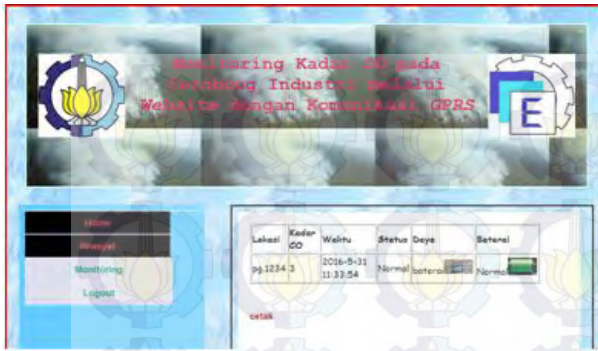 Monitoring Kadar CO pada
Cerobong Industri melalui
Website dengan Komunikasi GPRS
E
Home
Riwayat
Monitoring
Logout
Lokasi Kadar CO Waktu Status Daya Baterai
pg.1234 3 2016-5-31 11:33:54 Normal baterai Normal
cetak